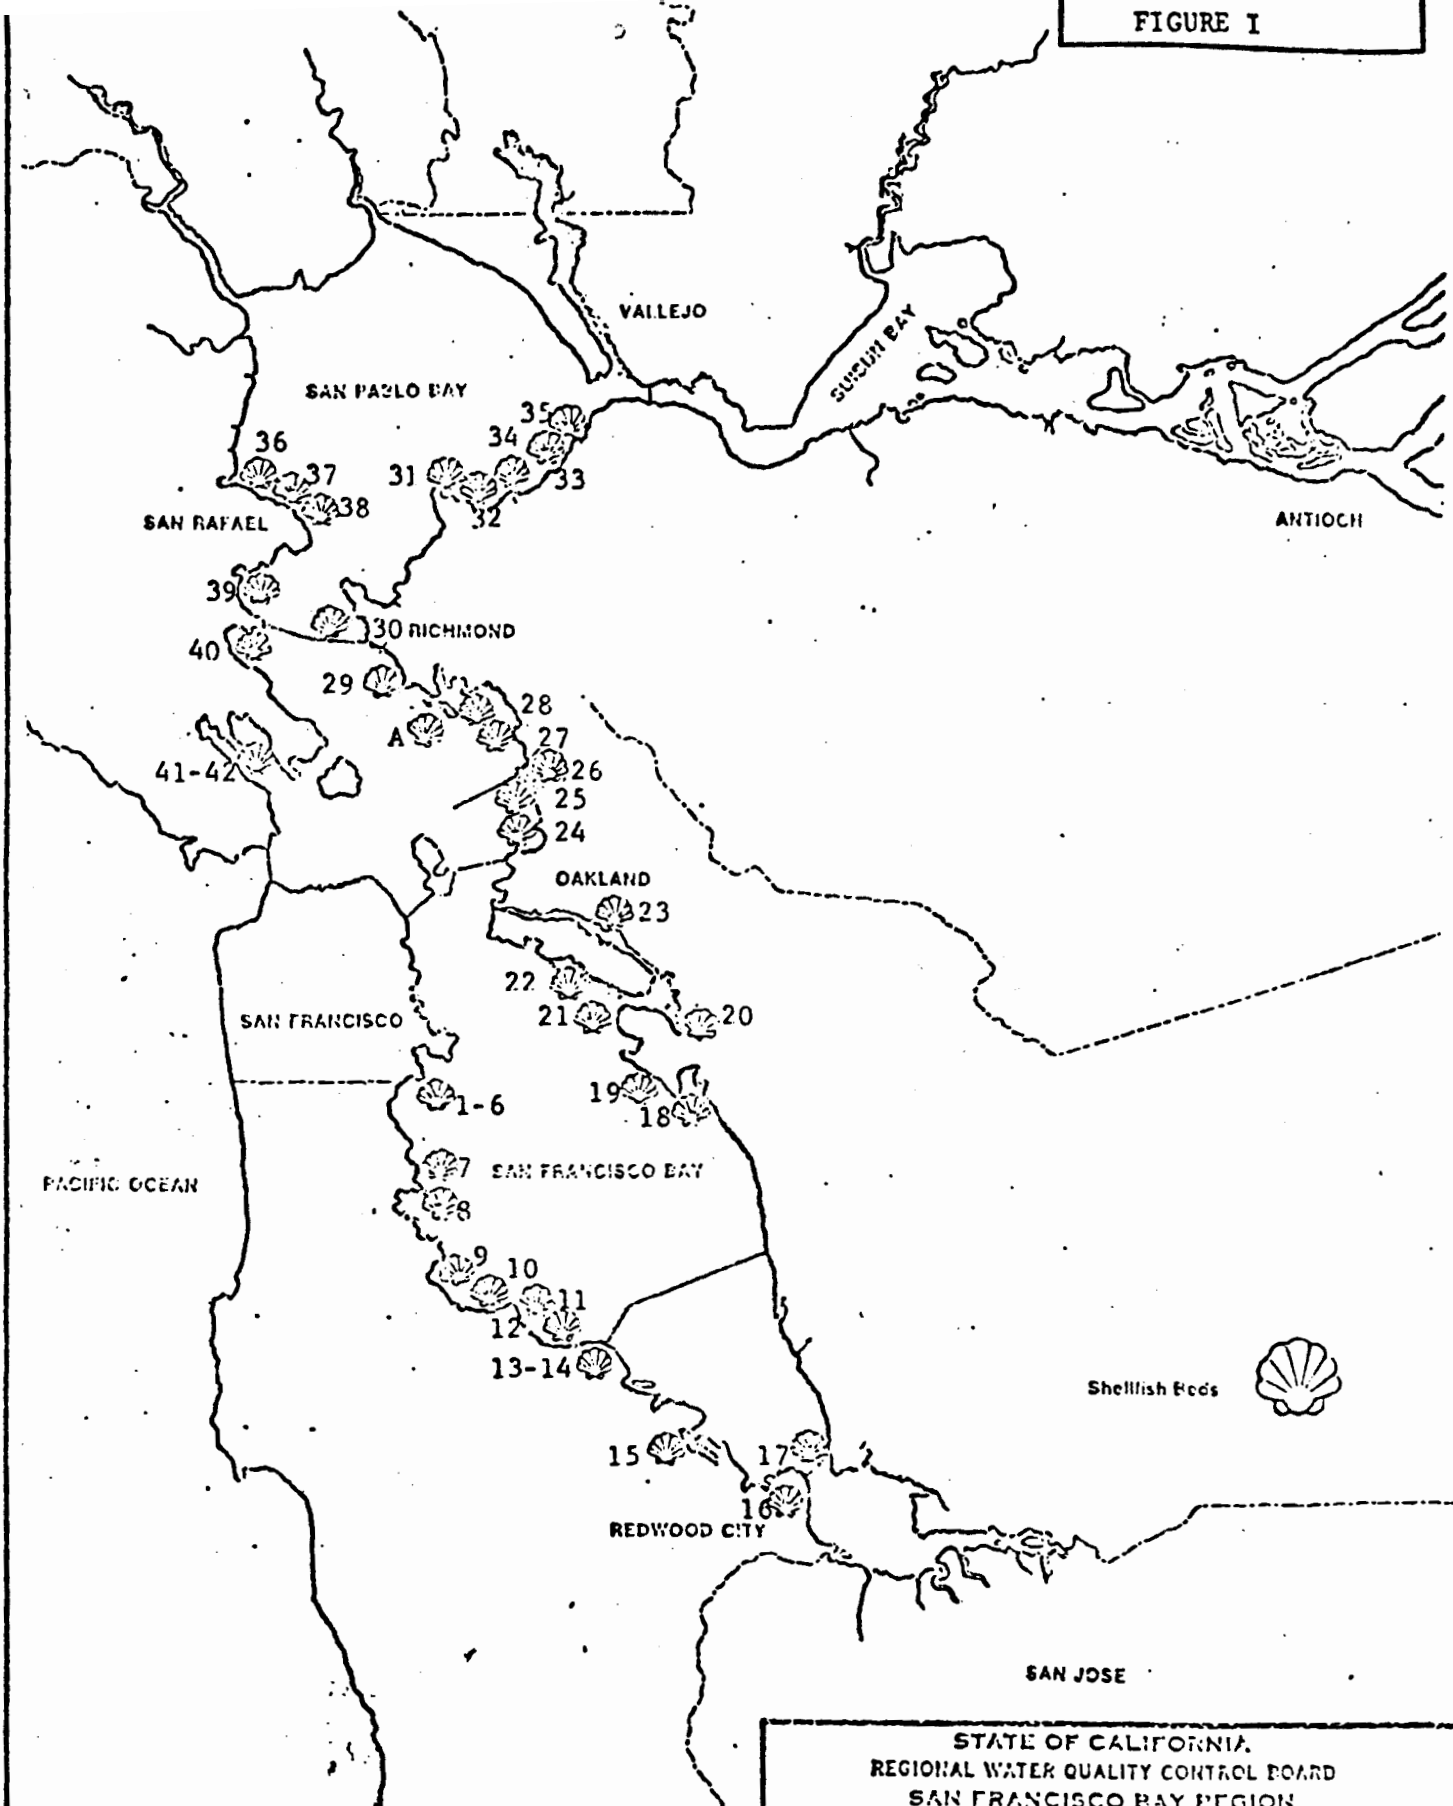 FIGURE I
VALLEJO
SUISUN BAY
SAN PABLO BAY
35
34
36
37
31
33
38
32
SAN RAFAEL
ANTIOCH
39
30 RICHMOND
40
29
28
A
27
41-42
26
25
24
OAKLAND
23
22
21
20
SAN FRANCISCO
19
1-6
18
7
SAN FRANCISCO BAY
PACIFIC OCEAN
8
9
10
11
12
13-14
Shellfish Beds
15
17
16
REDWOOD CITY
SAN JOSE
STATE OF CALIFORNIA
REGIONAL WATER QUALITY CONTROL BOARD
SAN FRANCISCO BAY REGION